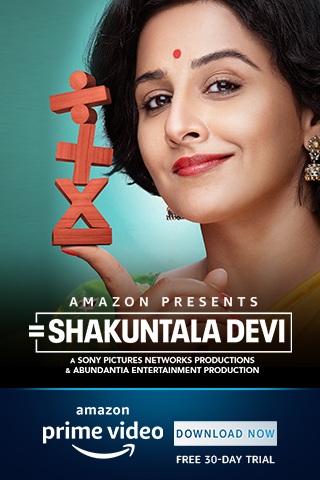 AMAZON PRESENTS
=SHAKUNTALA DEVI
A SONY PICTURES NETWORKS PRODUCTIONS
& ABUNDANTIA ENTERTAINMENT PRODUCTION
amazon
prime video
DOWNLOAD NOW
FREE 30-DAY TRIAL